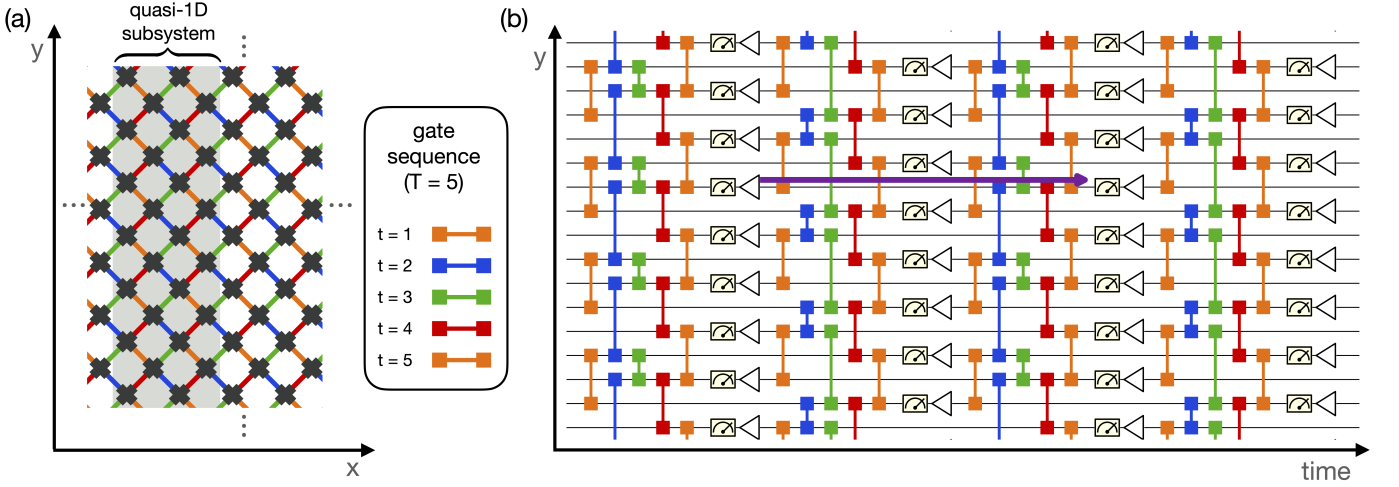 (a)
quasi-1D
subsystem
y
x
gate
sequence
(T = 5)
t = 1
t = 2
t = 3
t = 4
t = 5
(b)
y
time